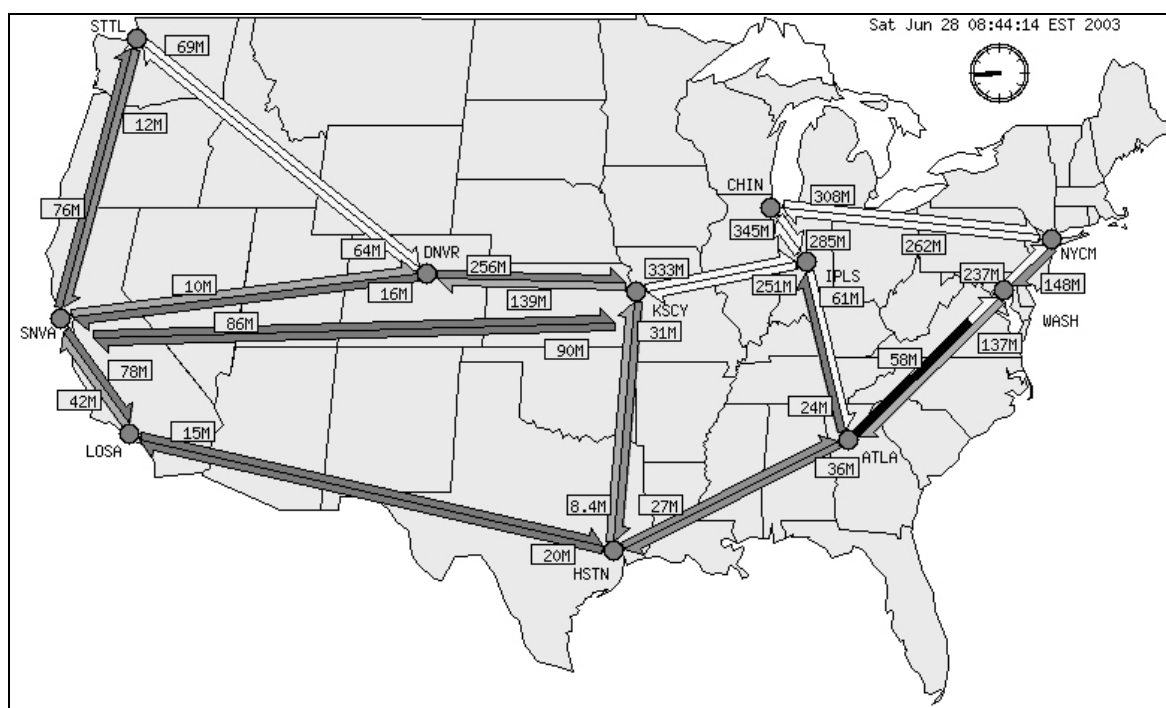 STTL
Sat Jun 28 08:44:14 EST 2003
69M
12M
CHIN
308M
76M
345M
64M
DNVR
285M
262M
NYCM
256M
333M
IPLS
237M
148M
10M
16M
139M
251M
61M
KSCY
WASH
SNVA
86M
31M
137M
90M
58M
78M
42M
24M
15M
LOSA
ATLA
36M
8.4M
27M
20M
HSTN